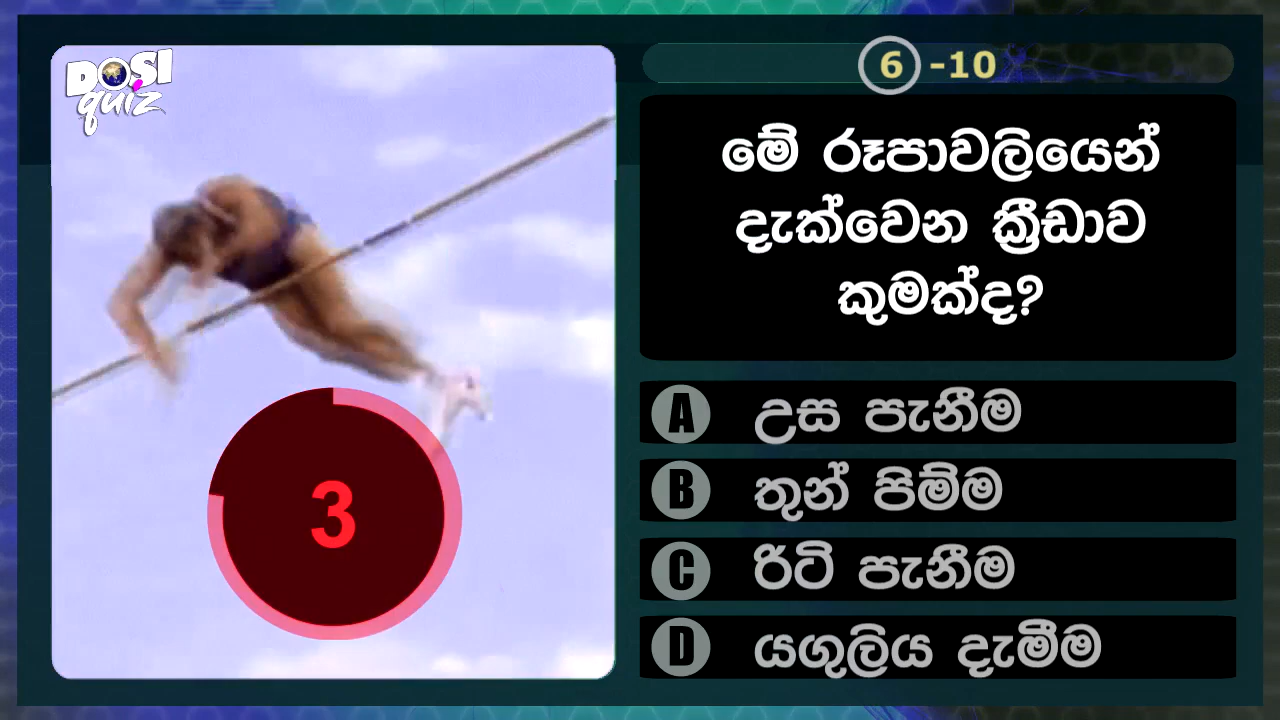 DOSI
quiz
6 -10
මේ රූපාවලියෙන්
දැක්වෙන ක්‍රීඩාව
කුමක්ද?
A උස පැනීම
B තුන් පිම්ම
C රිටි පැනීම
D යගුලිය දැමීම
3